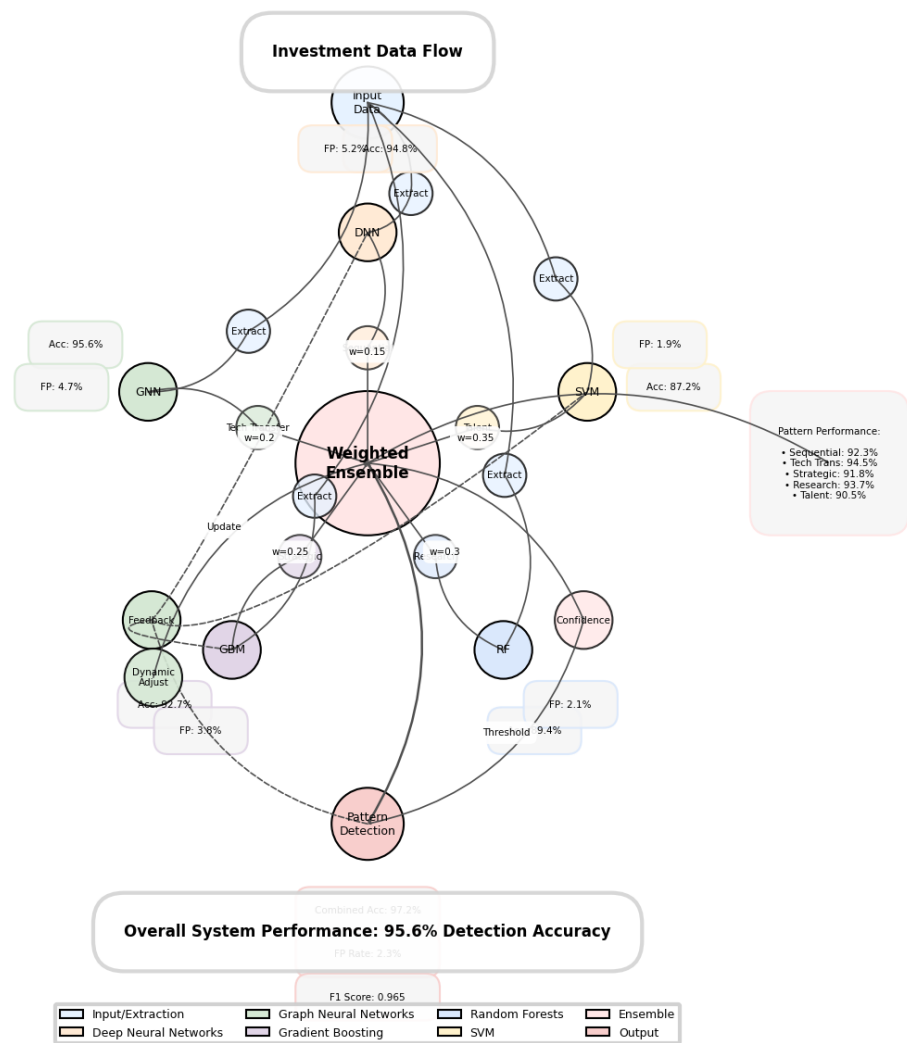 Investment Data Flow
Input
Data
FP: 5.2%
Acc: 94.8%
Extract
DNN
Extract
Extract
Acc: 95.6%
FP: 1.9%
w=0.15
FP: 4.7%
GNN
SVM
Acc: 87.2%
w=0.2
Talent
w=0.35
Pattern Performance:
• Sequential: 92.3%
• Tech Trans: 94.5%
• Strategic: 91.8%
• Research: 93.7%
• Talent: 90.5%
Weighted
Ensemble
Extract
Extract
Update
w=0.25
w=0.3
Feedback
Confidence
GBM
RF
Dynamic
Adjust
Acc: 92.7%
FP: 2.1%
FP: 3.8%
Threshold
9.4%
Pattern
Detection
Combined Acc: 97.2%
Overall System Performance: 95.6% Detection Accuracy
FP Rate: 2.3%
F1 Score: 0.965
Input/Extraction
Deep Neural Networks
Graph Neural Networks
Gradient Boosting
Random Forests
SVM
Ensemble
Output